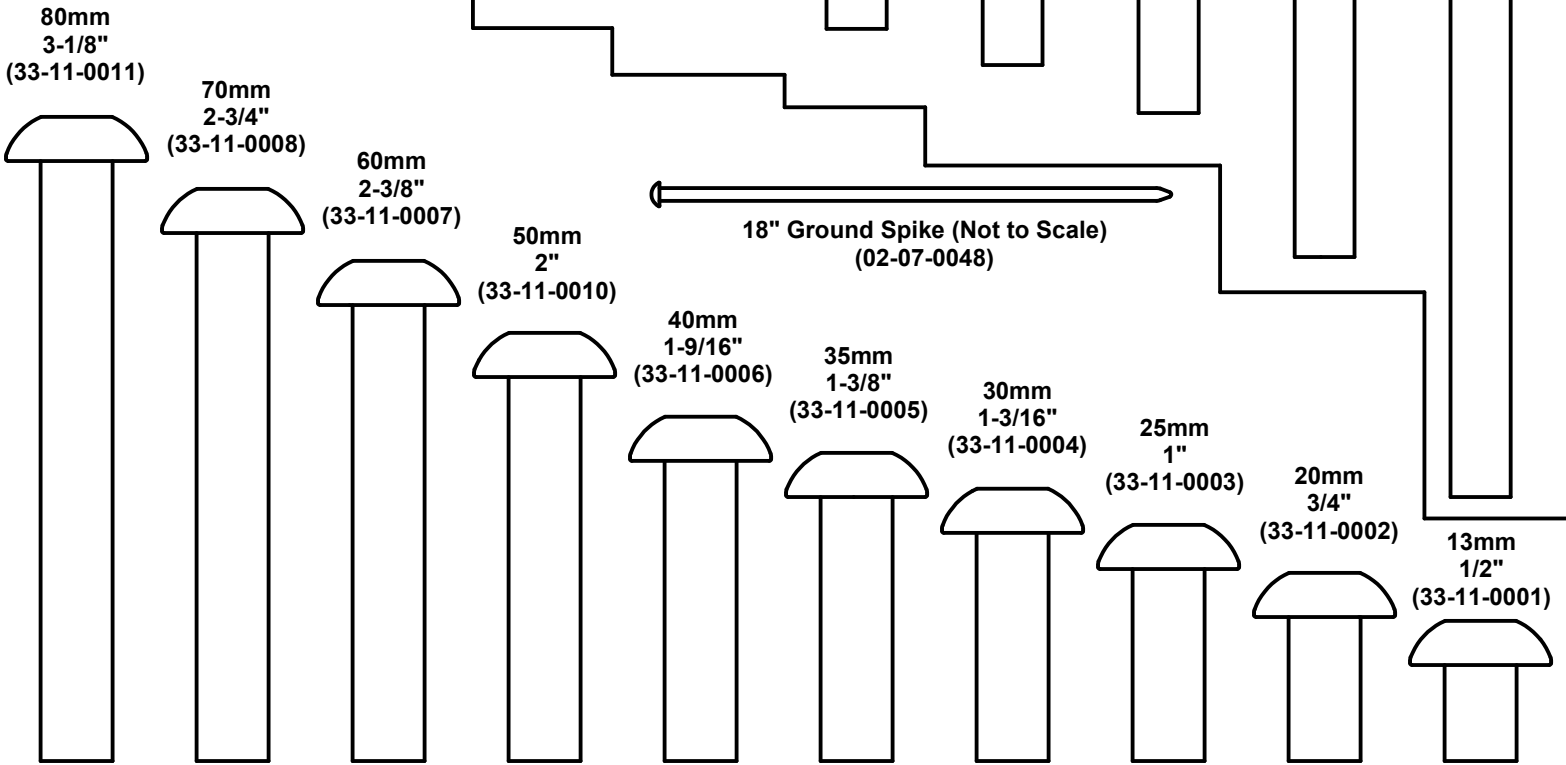 80mm
3-1/8"
(33-11-0011)
70mm
2-3/4"
(33-11-0008)
60mm
2-3/8"
(33-11-0007)
50mm
2"
(33-11-0010)
18" Ground Spike (Not to Scale)
(02-07-0048)
40mm
1-9/16"
(33-11-0006)
35mm
1-3/8"
(33-11-0005)
30mm
1-3/16"
(33-11-0004)
25mm
1"
(33-11-0003)
20mm
3/4"
(33-11-0002)
13mm
1/2"
(33-11-0001)